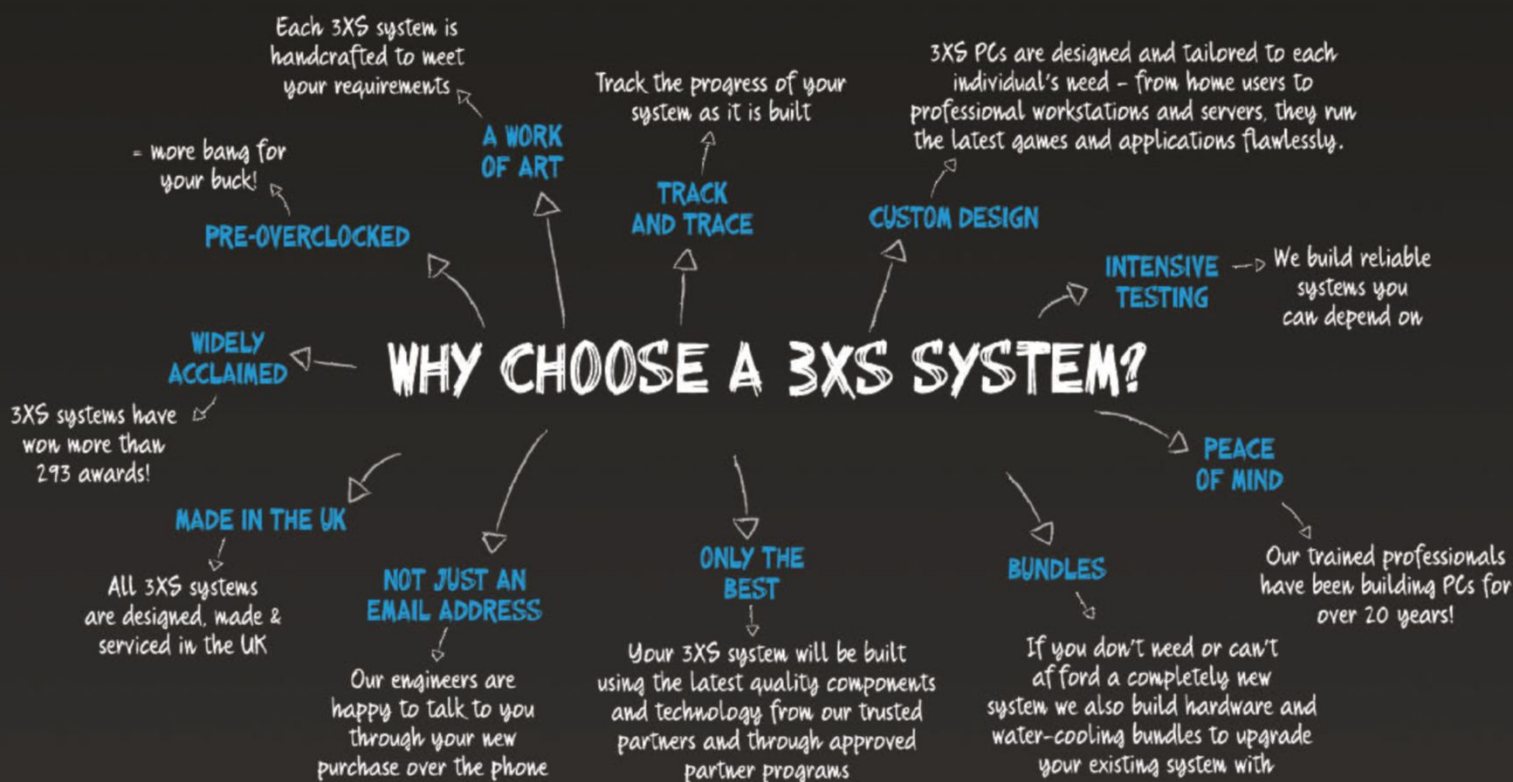 Each 3XS system is
handcrafted to meet
your requirements
A WORK
OF ART
= more bang for
your buck!
PRE-OVERCLOCKED
Track the progress of your
system as it is built
TRACK
AND TRACE
3XS PCs are designed and tailored to each
individual's need – from home users to
professional workstations and servers, they run
the latest games and applications flawlessly.
CUSTOM DESIGN
INTENSIVE
TESTING
We build reliable
systems you
can depend on
WHY CHOOSE A 3XS SYSTEM?
WIDELY
ACCLAIMED
3XS systems have
won more than
293 awards!
PEACE
OF MIND
Our trained professionals
have been building PCs for
over 20 years!
MADE IN THE UK
All 3XS systems
are designed, made &
serviced in the UK
NOT JUST AN
EMAIL ADDRESS
Our engineers are
happy to talk to you
through your new
purchase over the phone
ONLY THE
BEST
Your 3XS system will be built
using the latest quality components
and technology from our trusted
partners and through approved
partner programs
BUNDLES
If you don't need or can't
afford a completely new
system we also build hardware and
water-cooling bundles to upgrade
your existing system with